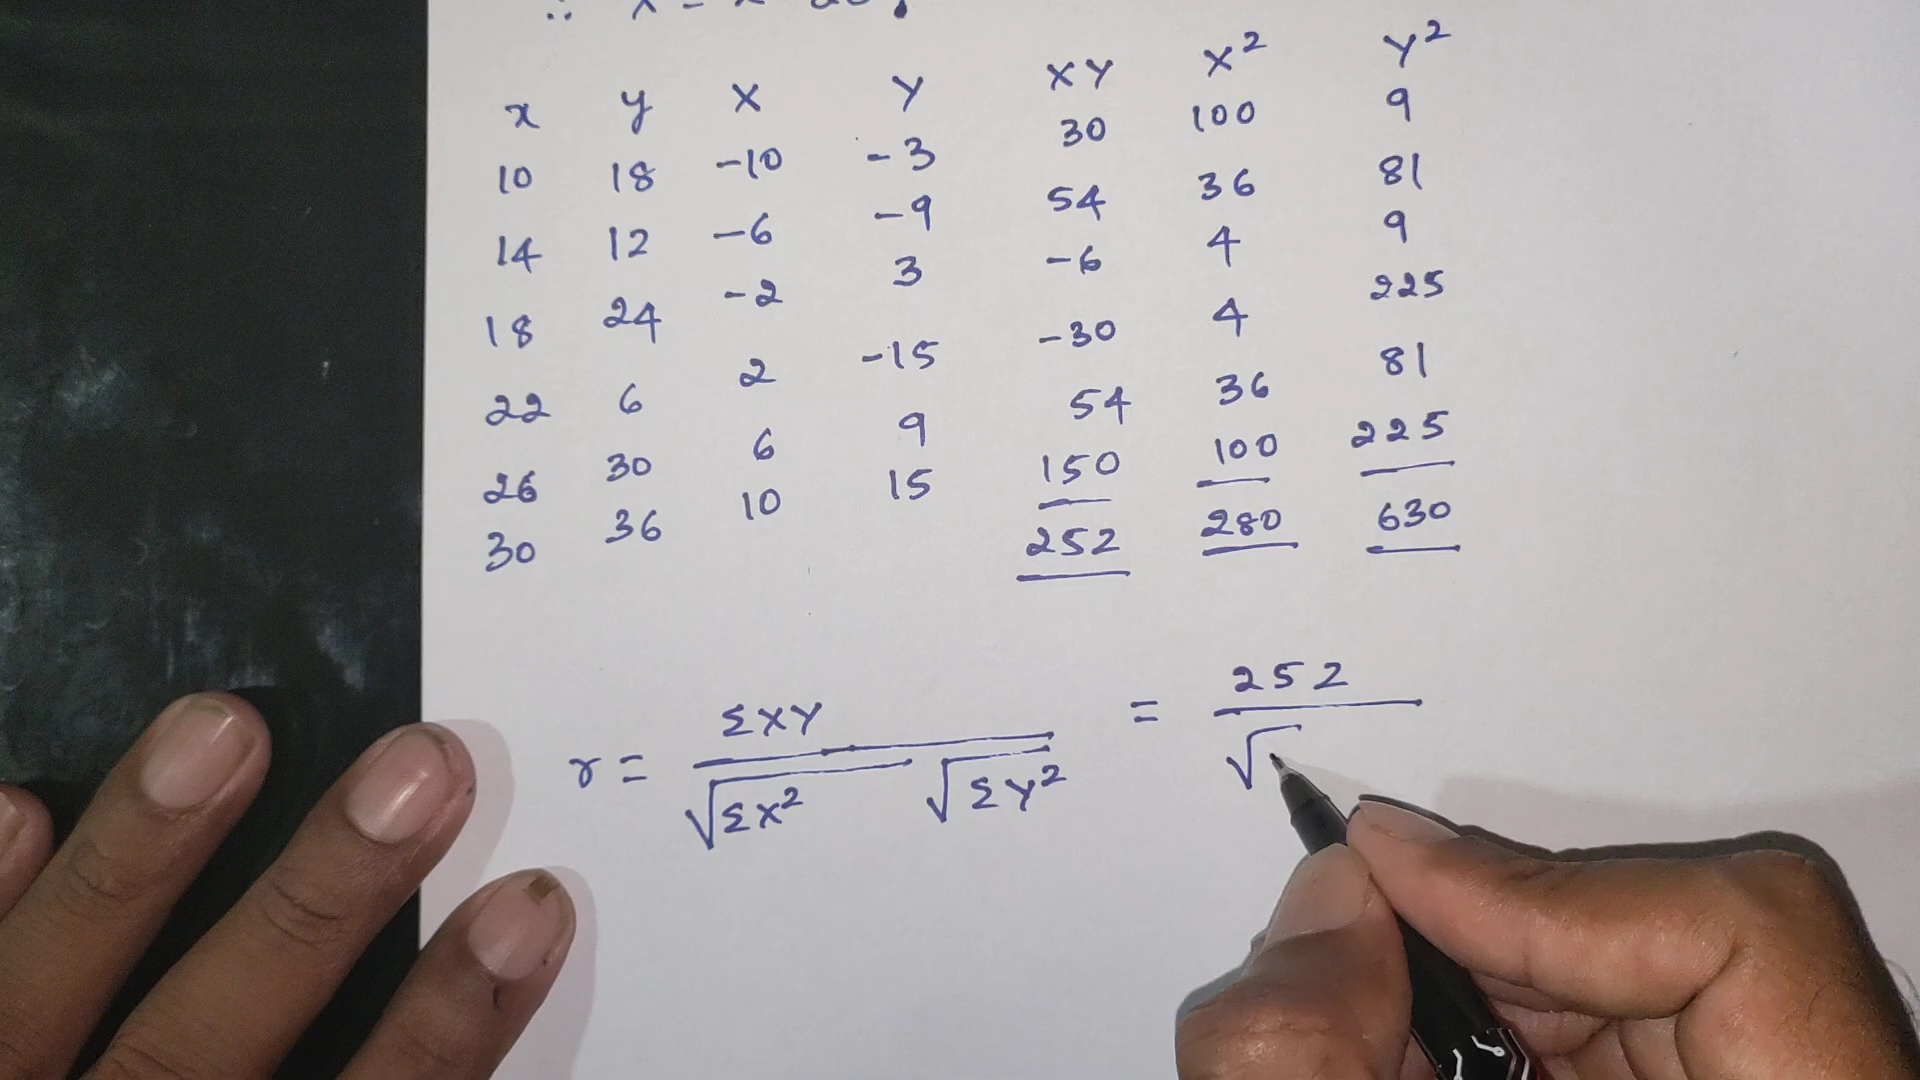 x y X Y XY X² Y²
10 18 -10 -3 30 100 9
14 12 -6 -9 54 36 81
18 24 -2 3 -6 4 9
22 6 2 -15 -30 4 225
26 30 6 9 54 36 81
30 36 10 15 150 100 225
252 280 630
r = ΣXY / √ΣX² √ΣY² = 252 / √